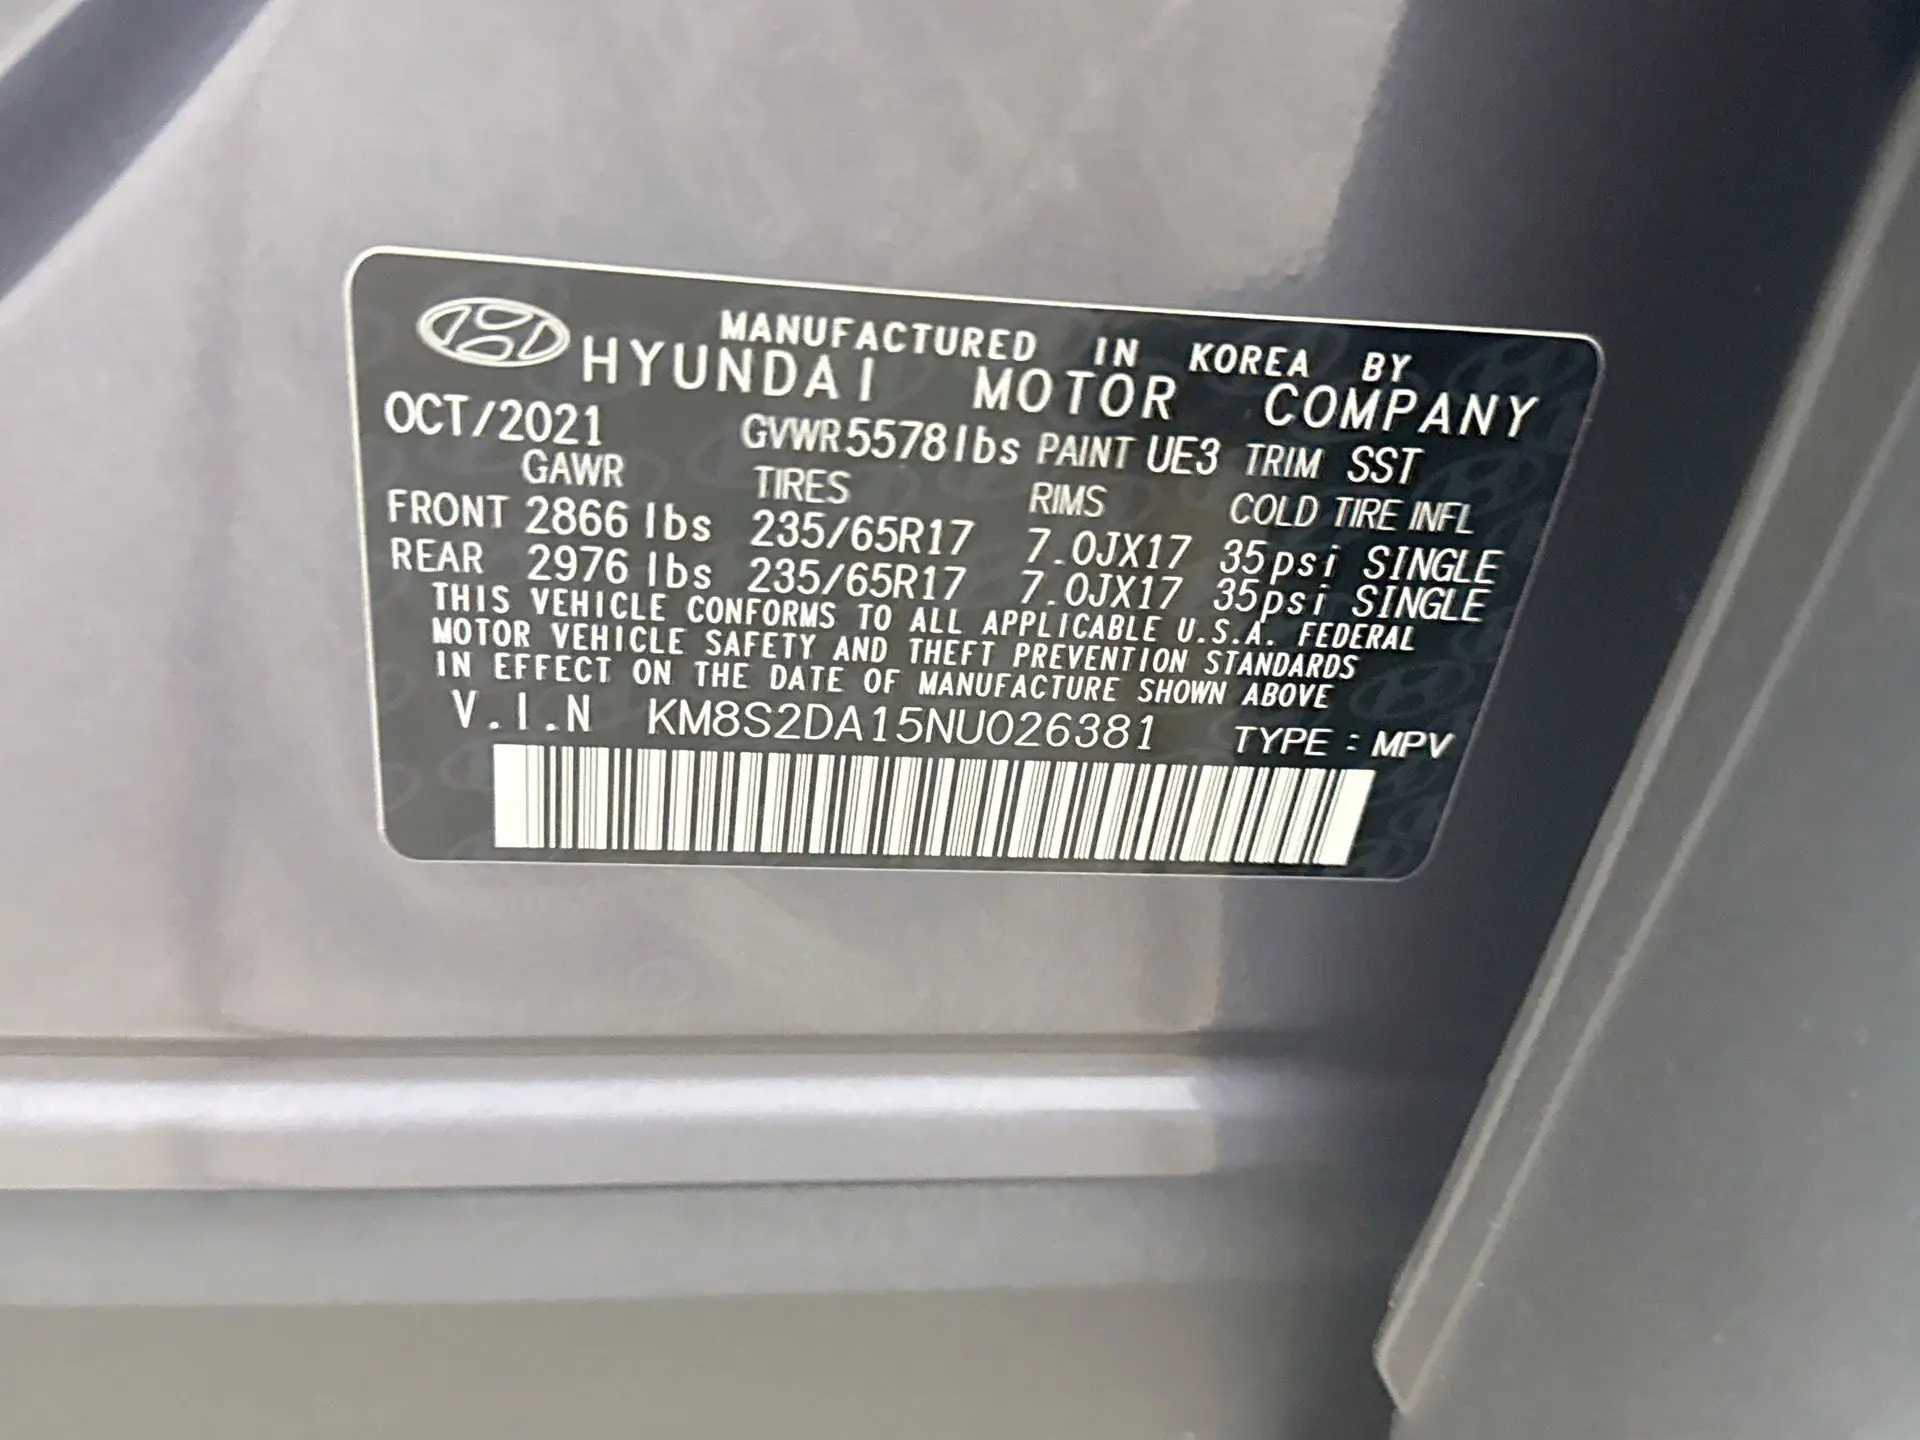 MANUFACTURED IN KOREA BY
HYUNDAI MOTOR COMPANY
OCT/2021 GVWR 5578 lbs PAINT UE3 TRIM SST
GAWR TIRES RIMS COLD TIRE INFL
FRONT 2866 lbs 235/65R17 7.0JX17 35psi SINGLE
REAR 2976 lbs 235/65R17 7.0JX17 35psi SINGLE
THIS VEHICLE CONFORMS TO ALL APPLICABLE U.S.A. FEDERAL
MOTOR VEHICLE SAFETY AND THEFT PREVENTION STANDARDS
IN EFFECT ON THE DATE OF MANUFACTURE SHOWN ABOVE
V.I.N KM8S2DA15NU026381 TYPE : MPV